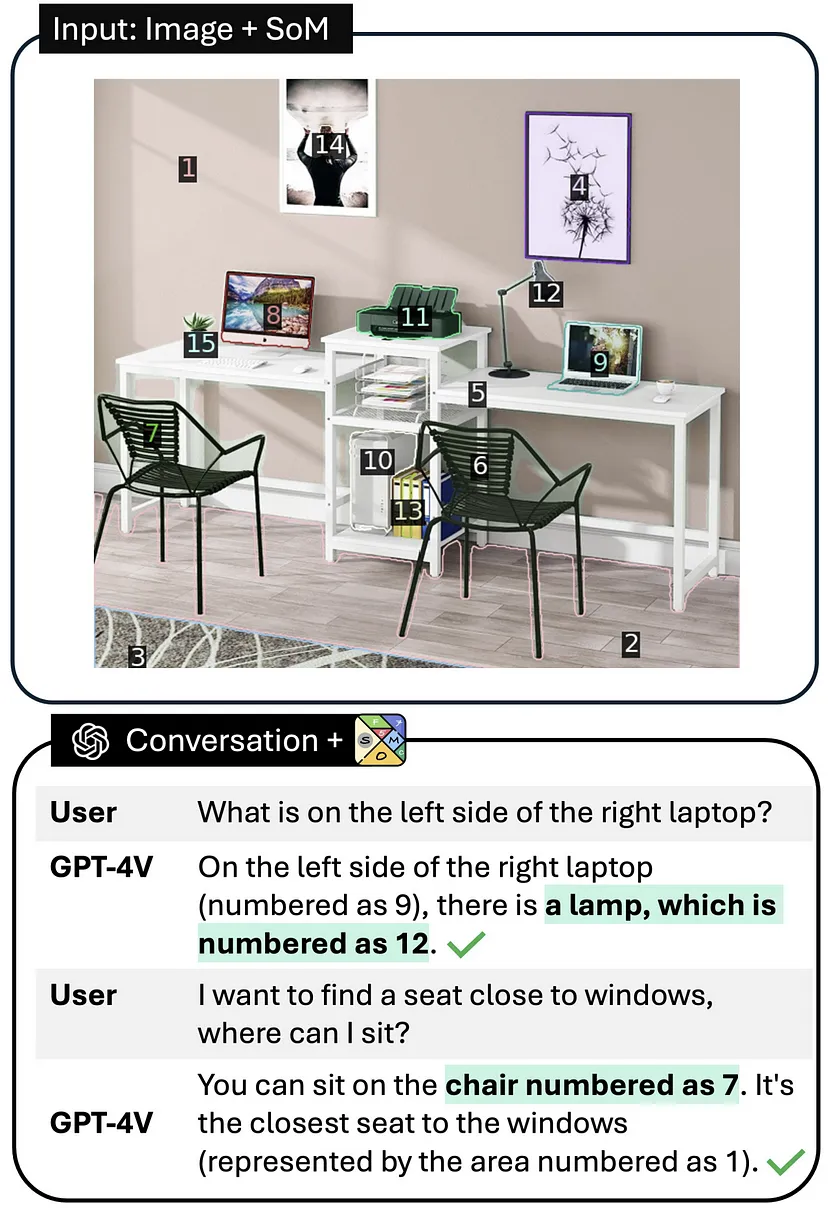 Input: Image + SoM
14
1
4
12
8
11
15
9
5
7
10
6
13
2
3
Conversation +
F
7
S
S
M
O
C
User What is on the left side of the right laptop?
GPT-4V On the left side of the right laptop
(numbered as 9), there is a lamp, which is
numbered as 12.
User I want to find a seat close to windows,
where can I sit?
You can sit on the chair numbered as 7. It's
GPT-4V the closest seat to the windows
(represented by the area numbered as 1).